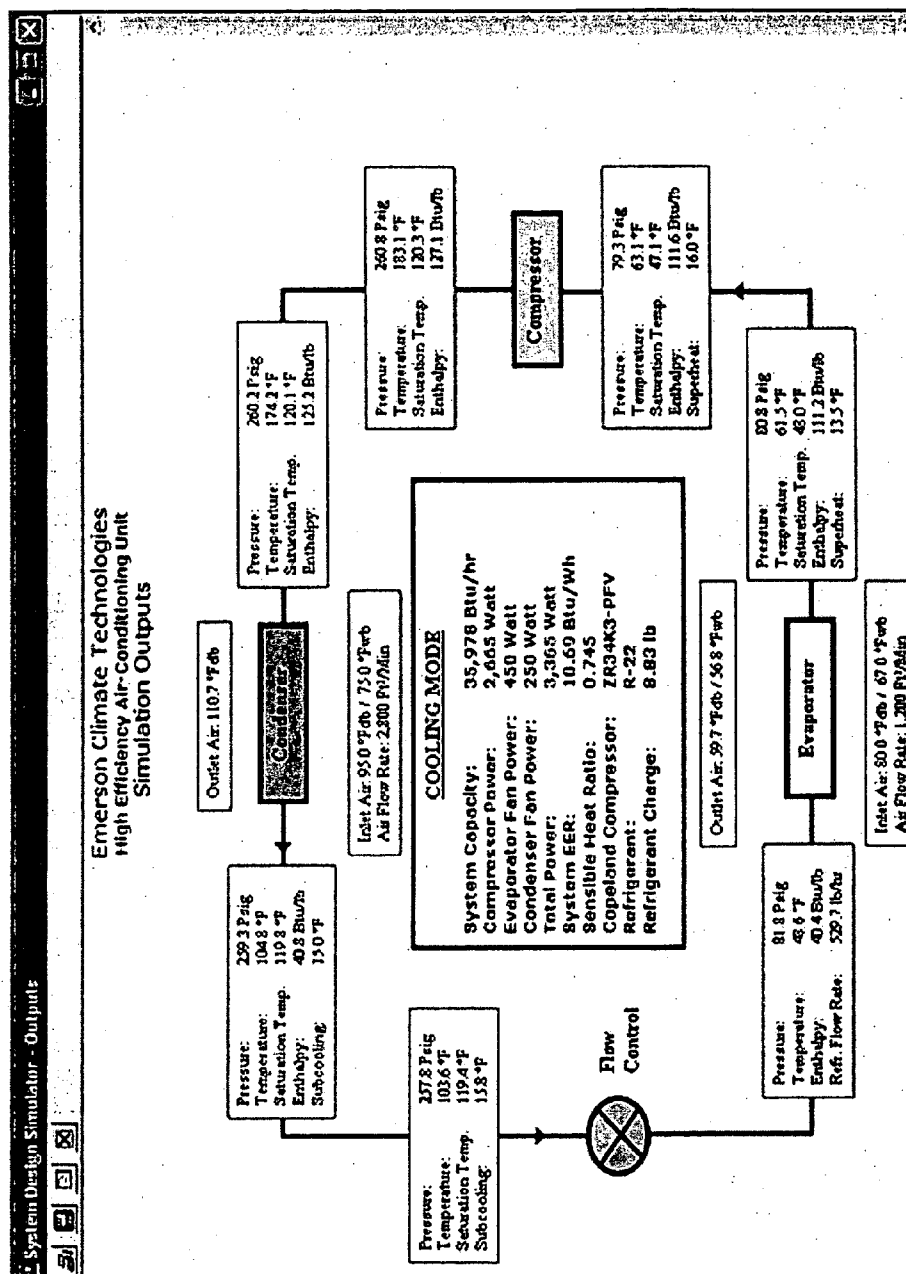 System Design Simulator - Outputs
Emerson Climate Technologies
High Efficiency Air-Conditioning Unit
Simulation Outputs
Outlet Air: 110.7 °Fdb
Pressure: 259.3 Psig
Temperature: 104.8 °F
Saturation Temp. 119.8 °F
Enthalpy: 40.8 Btu/lb
Subcooling: 15.0 °F
Condenser
Pressure: 260.2 Psig
Temperature: 174.2 °F
Saturation Temp. 120.1 °F
Enthalpy: 125.2 Btu/lb
Inlet Air: 95.0 °Fdb / 75.0 °Fwb
Air Flow Rate: 2,800 Ft³/Min
Pressure: 260.8 Psig
Temperature: 183.1 °F
Saturation Temp. 120.3 °F
Enthalpy: 127.1 Btu/lb
Pressure: 257.8 Psig
Temperature: 103.6 °F
Saturation Temp 119.4 °F
Subcooling: 15.8 °F
COOLING MODE
System Capacity: 35,978 Btu/hr
Compressor Power: 2,665 Watt
Evaporator Fan Power: 450 Watt
Condenser Fan Power: 250 Watt
Total Power: 3,365 Watt
System EER: 10.69 Btu/Wh
Sensible Heat Ratio: 0.745
Copeland Compressor: ZR34K3-PFV
Refrigerant: R-22
Refrigerant Charge: 8.83 lb
Compressor
Flow
Control
Pressure: 79.3 Psig
Temperature: 63.1 °F
Saturation Temp. 47.1 °F
Enthalpy: 111.6 Btu/lb
Superheat: 16.0 °F
Outlet Air: 59.7 °Fdb / 56.8 °Fwb
Pressure: 81.8 Psig
Temperature: 48.6 °F
Enthalpy: 40.4 Btu/lb
Refr. Flow Rate: 529.7 lb/hr
Evaporator
Pressure: 80.8 Psig
Temperature: 61.5 °F
Saturation Temp. 48.0 °F
Enthalpy: 111.2 Btu/lb
Superheat: 13.5 °F
Inlet Air: 80.0 °Fdb / 67.0 °Fwb
Air Flow Rate: 1,200 Ft³/Min